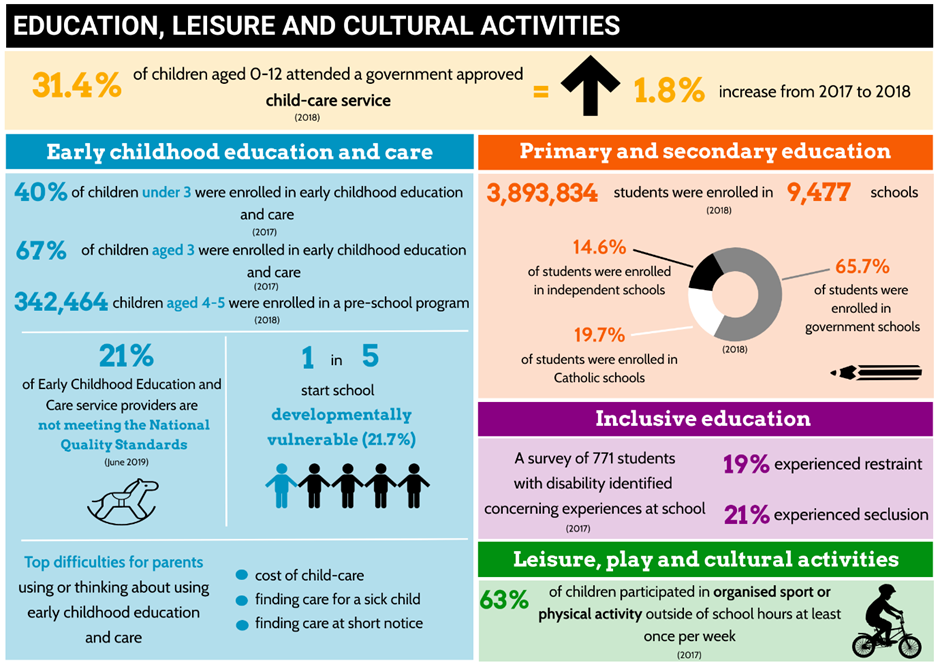 EDUCATION, LEISURE AND CULTURAL ACTIVITIES
31.4% of children aged 0-12 attended a government approved
child-care service
(2018)
= 1.8% increase from 2017 to 2018
Early childhood education and care
40% of children under 3 were enrolled in early childhood education
and care
(2017)
67% of children aged 3 were enrolled in early childhood education
and care
(2017)
342,464 children aged 4-5 were enrolled in a pre-school program
(2018)
21%
of Early Childhood Education and
Care service providers are
not meeting the National
Quality Standards
(June 2019)
1 in 5
start school
developmentally
vulnerable (21.7%)
Top difficulties for parents
using or thinking about using
early childhood education
and care
cost of child-care
finding care for a sick child
finding care at short notice
Primary and secondary education
3,893,834 students were enrolled in 9,477 schools
(2018)
14.6%
of students were enrolled
in independent schools
65.7%
of students were
enrolled in
government schools
19.7%
of students were enrolled in
Catholic schools
(2018)
Inclusive education
A survey of 771 students
with disability identified
concerning experiences at school
(2017)
19% experienced restraint
21% experienced seclusion
Leisure, play and cultural activities
63% of children participated in organised sport or
physical activity outside of school hours at least
once per week
(2017)